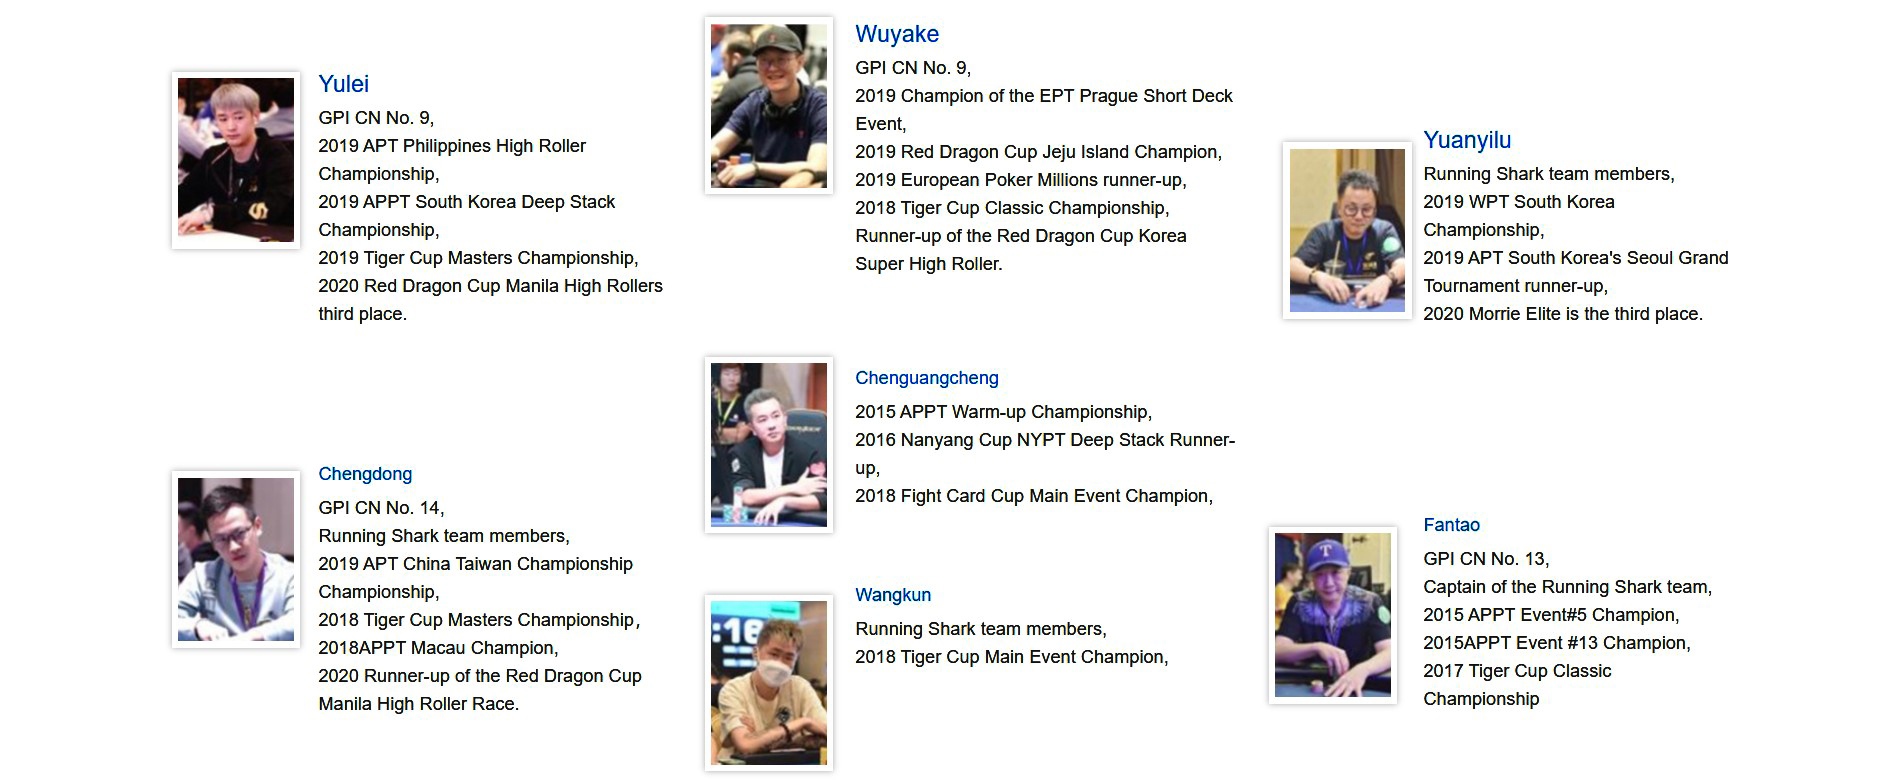 Yulei
GPI CN No. 9,
2019 APT Philippines High Roller
Championship,
2019 APPT South Korea Deep Stack
Championship,
2019 Tiger Cup Masters Championship,
2020 Red Dragon Cup Manila High Rollers
third place.
Wuyake
GPI CN No. 9,
2019 Champion of the EPT Prague Short Deck
Event,
2019 Red Dragon Cup Jeju Island Champion,
2019 European Poker Millions runner-up,
2018 Tiger Cup Classic Championship,
Runner-up of the Red Dragon Cup Korea
Super High Roller.
Yuanyilu
Running Shark team members,
2019 WPT South Korea
Championship,
2019 APT South Korea's Seoul Grand
Tournament runner-up,
2020 Morrie Elite is the third place.
Chengdong
GPI CN No. 14,
Running Shark team members,
2019 APT China Taiwan Championship
Championship,
2018 Tiger Cup Masters Championship，
2018APPT Macau Champion,
2020 Runner-up of the Red Dragon Cup
Manila High Roller Race.
Chenguangcheng
2015 APPT Warm-up Championship,
2016 Nanyang Cup NYPT Deep Stack Runner-
up,
2018 Fight Card Cup Main Event Champion,
Wangkun
Running Shark team members,
2018 Tiger Cup Main Event Champion,
:16
Fantao
GPI CN No. 13,
Captain of the Running Shark team,
2015 APPT Event#5 Champion,
2015APPT Event #13 Champion,
2017 Tiger Cup Classic
Championship
T